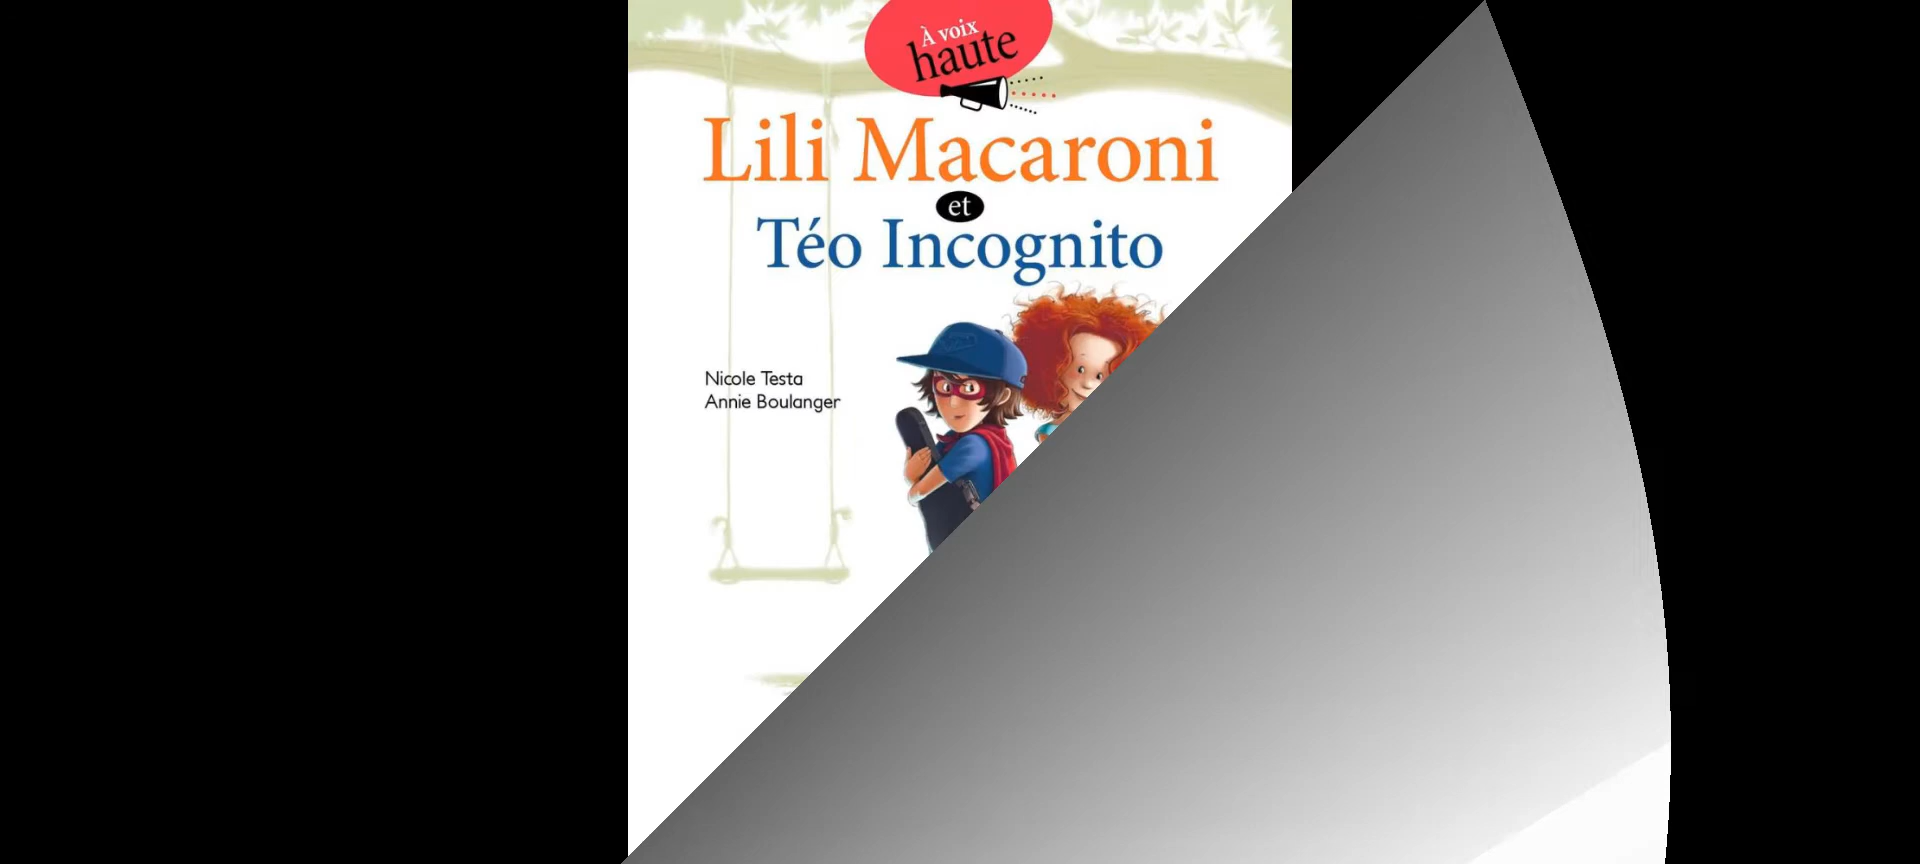 À voix
haute
Lili Macaroni
et
Téo Incognito
Nicole Testa
Annie Boulanger